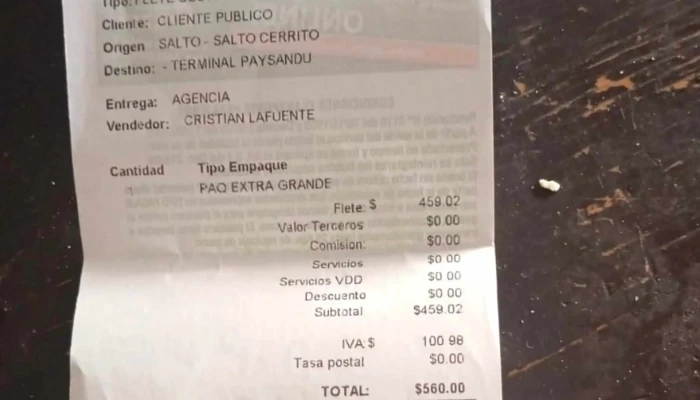 Cliente: CLIENTE PUBLICO
Origen SALTO - SALTO CERRITO
Destino: - TERMINAL PAYSANDU
Entrega: AGENCIA
Vendedor: CRISTIAN LAFUENTE
Cantidad Tipo Empaque
1 PAQ EXTRA GRANDE
Flete: $ 459.02
Valor Terceros $0.00
Comision: $0.00
Servicios $0.00
Servicios VDD $0.00
Descuento $0.00
Subtotal $459.02
IVA: $ 100.98
Tasa postal $0.00
TOTAL: $560.00